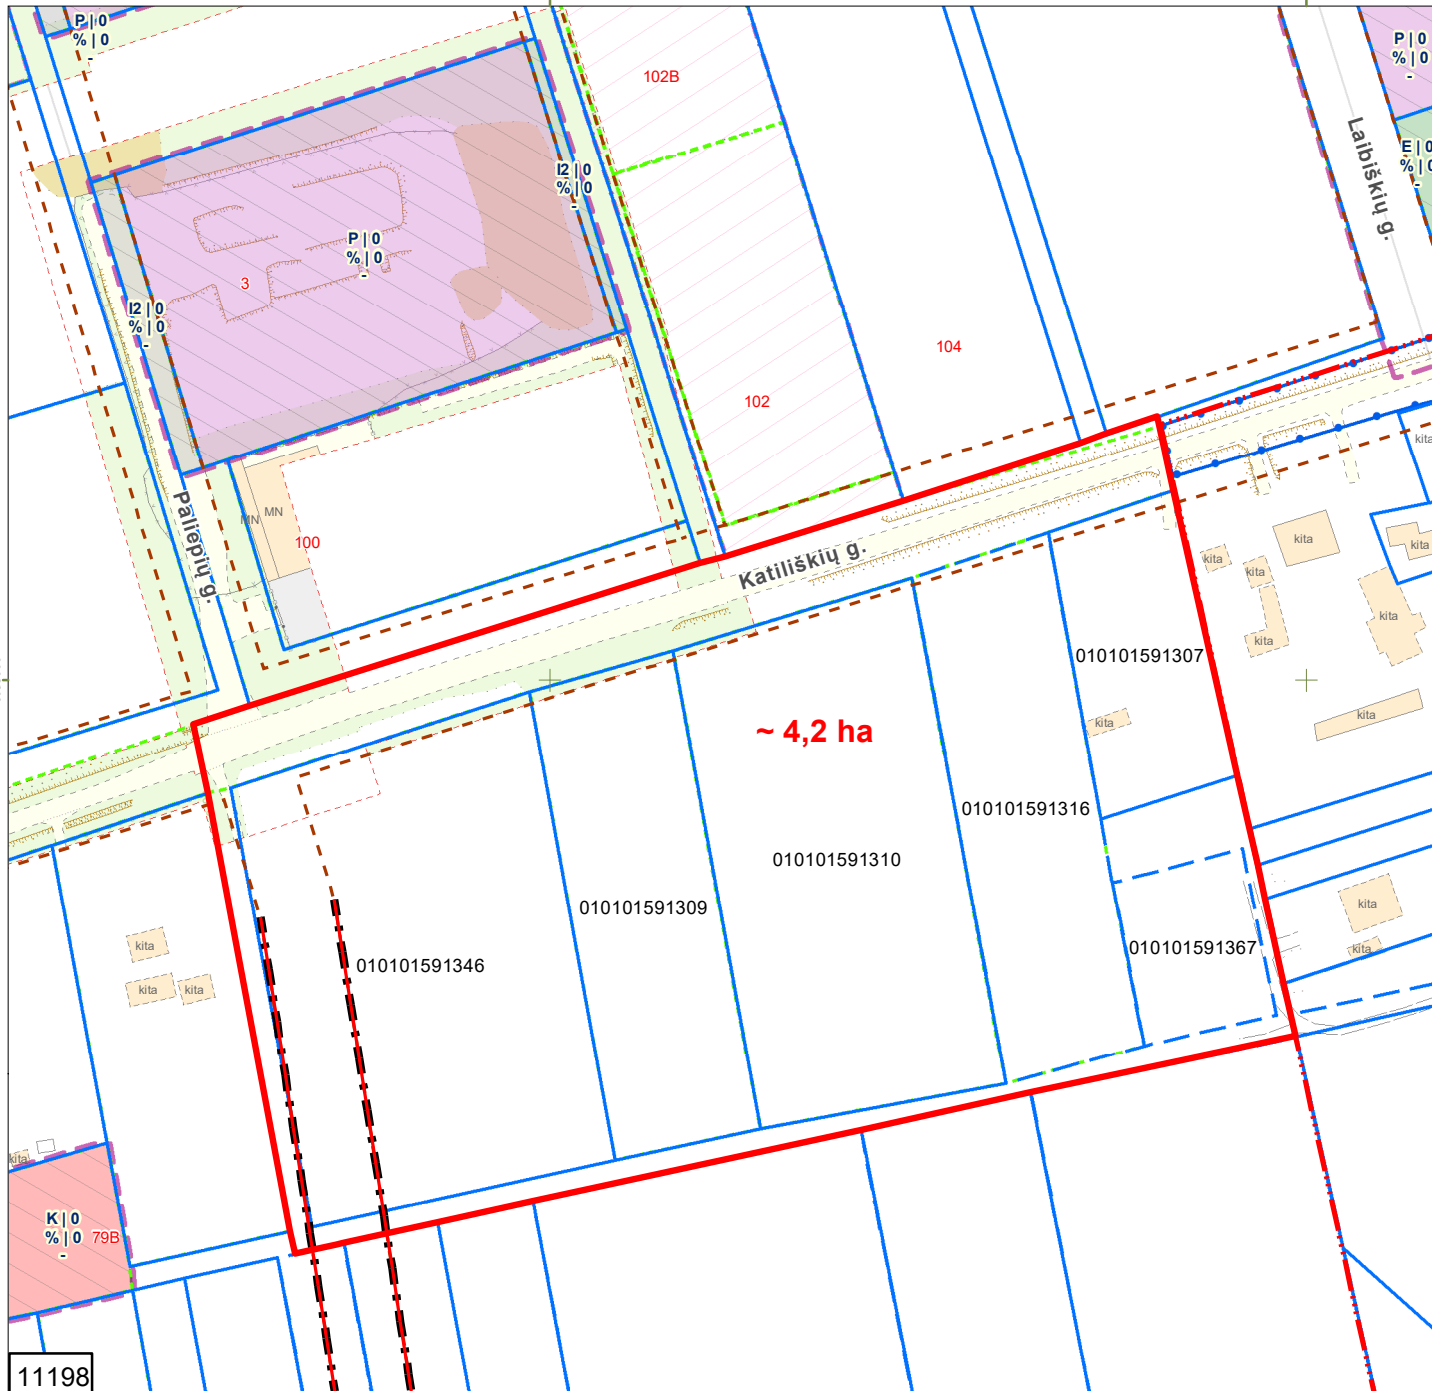 P | 0
% | 0
-
102B
P | 0
% | 0
-
Laibiškių g.
E | 0
% | 0
-
I2 | 0
% | 0
-
P | 0
% | 0
-
3
I2 | 0
% | 0
-
104
102
kita
Paliepių g.
MN
MN
100
Katiliškių g.
kita
kita
kita
kita
kita
kita
010101591307
kita
kita
~ 4,2 ha
010101591316
010101591310
010101591309
kita
010101591367
kita
kita
010101591346
kita
kita
kita
K | 0
% | 0
-
79B
11198